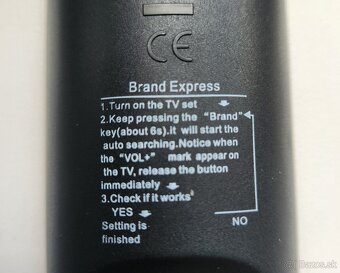 CE
Brand Express
1.Turn on the TV set
2.Keep pressing the "Brand"
key(about 6s).it will start the
auto searching.Notice when
the "VOL+" mark appear on
the TV, release the button
immediately
3.Check if it works
YES NO
Setting is
finished
Bazos.sk